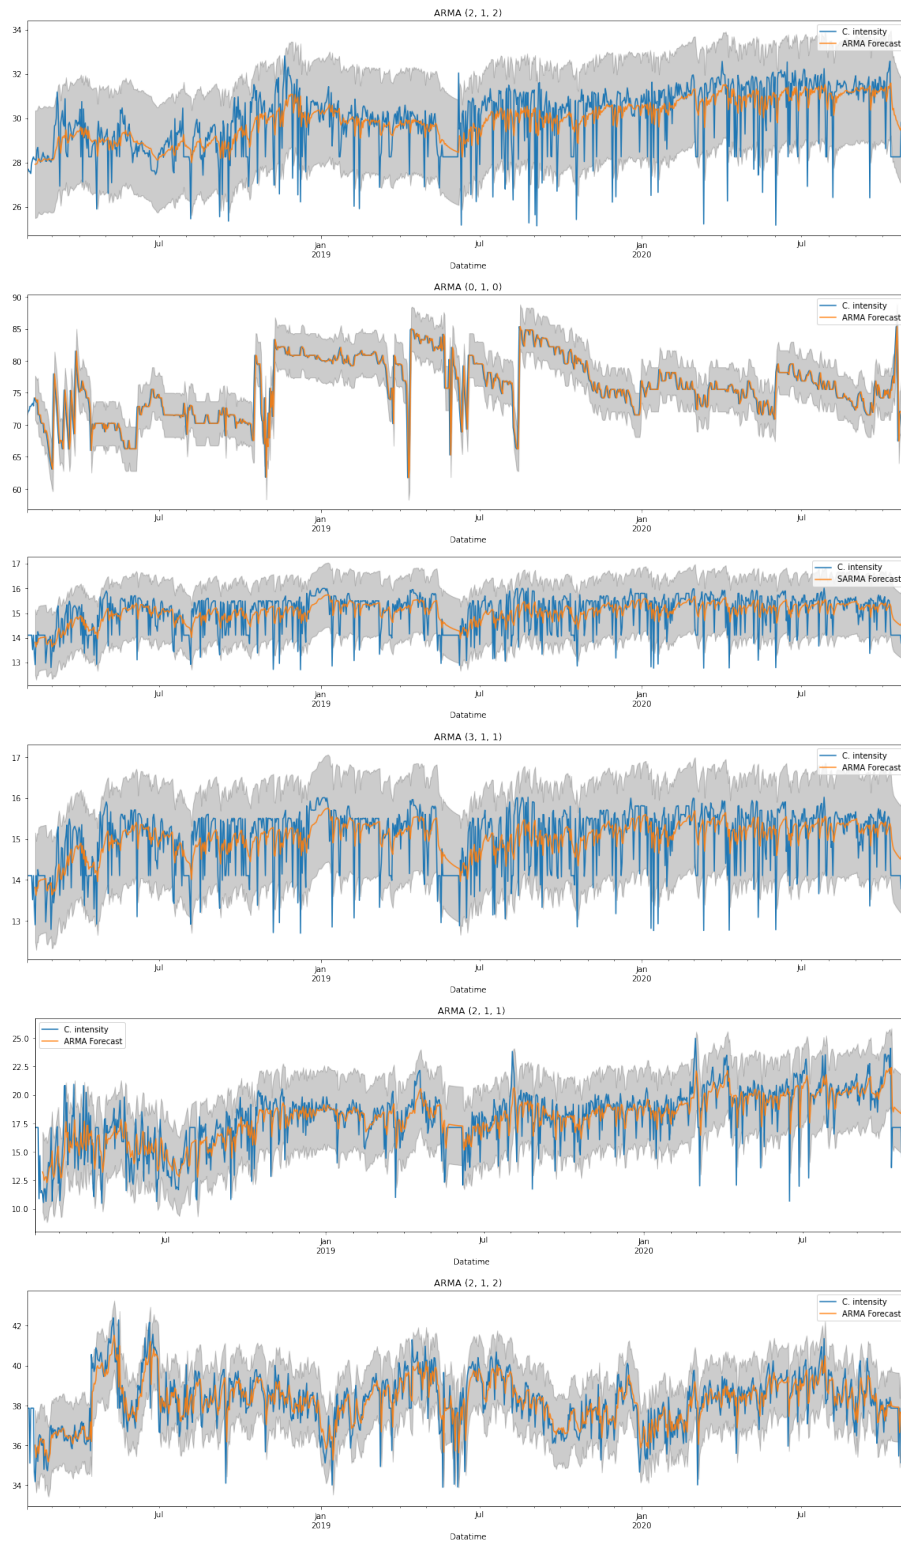 ARMA (2, 1, 2)
34
32
30
28
26
C. intensity
ARMA Forecast
Jul
Jan
2019
Jul
Jan
2020
Jul
Datatime
ARMA (0, 1, 0)
90
85
80
75
70
65
60
C. intensity
ARMA Forecast
Jul
Jan
2019
Jul
Jan
2020
Jul
Datatime
17
16
15
14
13
C. intensity
SARMA Forecast
Jul
Jan
2019
Jul
Jan
2020
Jul
Datatime
ARMA (3, 1, 1)
17
16
15
14
13
C. intensity
ARMA Forecast
Jul
Jan
2019
Jul
Jan
2020
Jul
Datatime
ARMA (2, 1, 1)
25.0
22.5
20.0
17.5
15.0
12.5
10.0
C. intensity
ARMA Forecast
Jul
Jan
2019
Jul
Jan
2020
Jul
Datatime
ARMA (2, 1, 2)
42
40
38
36
34
C. intensity
ARMA Forecast
Jul
Jan
2019
Jul
Jan
2020
Jul
Datatime